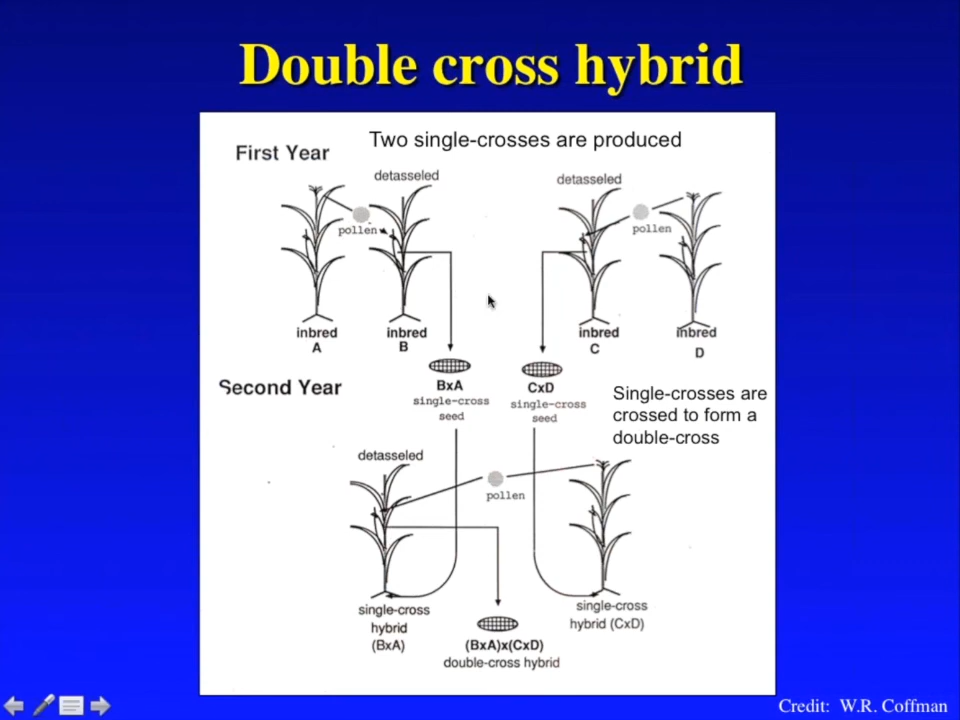 Double cross hybrid
Two single-crosses are produced
First Year
detasseled
detasseled
pollen
pollen
inbred
A
inbred
B
inbred
C
inbred
D
Second Year
BxA
single-cross
seed
CxD
single-cross
seed
Single-crosses are
crossed to form a
double-cross
detasseled
pollen
single-cross
hybrid
(BxA)
single-cross
hybrid (CxD)
(BxA)x(CxD)
double-cross hybrid
Credit: W.R. Coffman